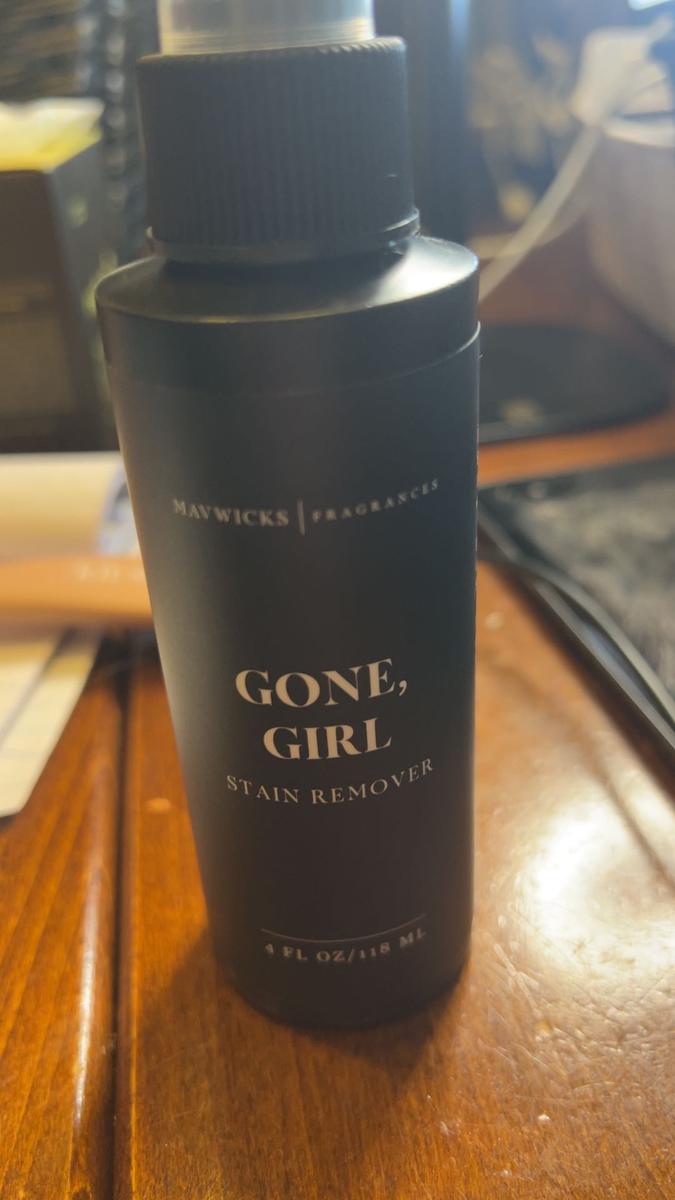 MAVWICKS | FRAGRANCES
GONE,
GIRL
STAIN REMOVER
4 FL OZ/118 ML